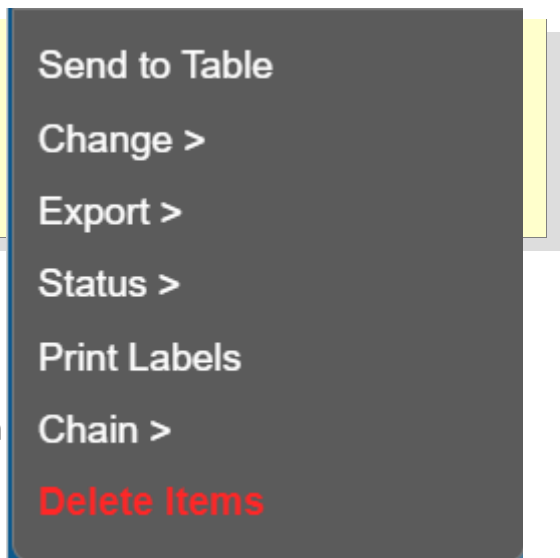 Send to Table
Change >
Export >
Status >
Print Labels
Chain >
Delete Items